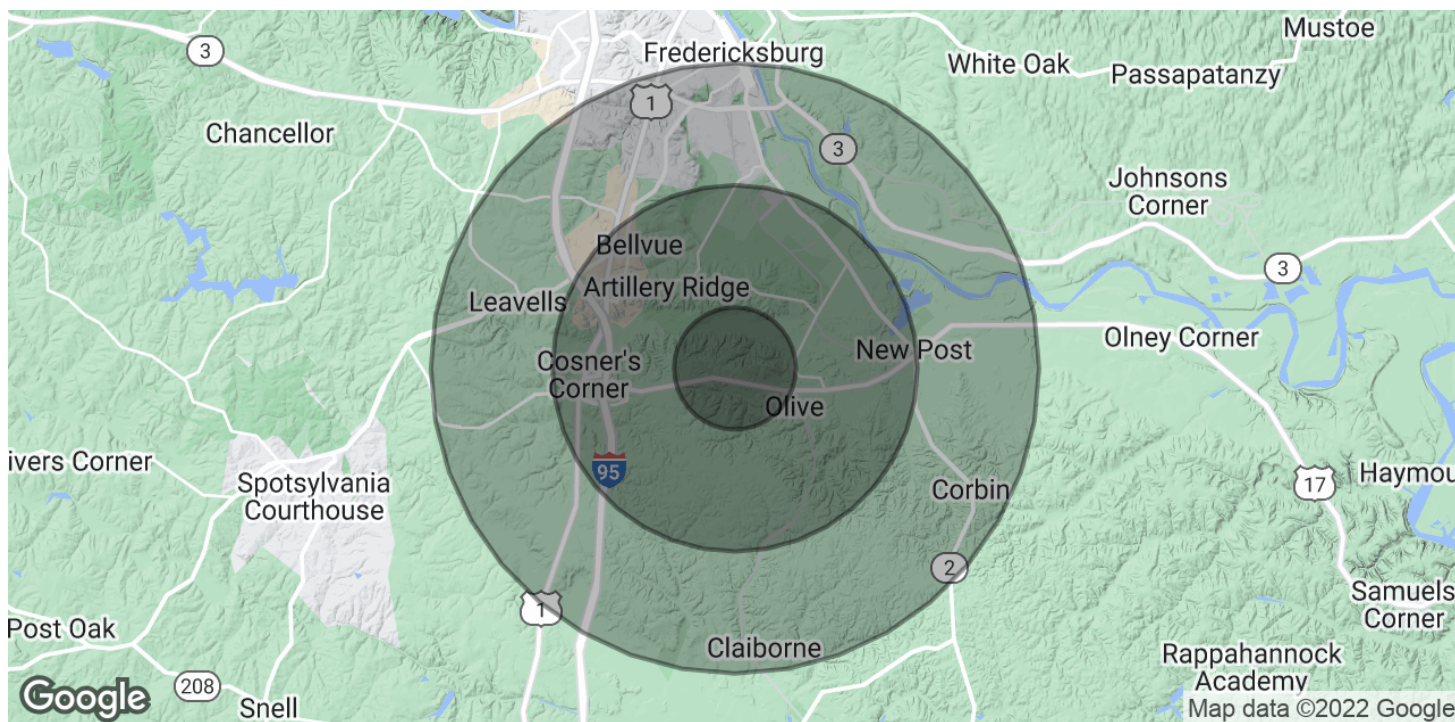 Mustoe
3
Fredericksburg
White Oak
Passapatanzy
1
Chancellor
3
Johnsons
Corner
Bellvue
3
Artillery Ridge
Leavells
Olney Corner
New Post
Cosner's
Corner
Olive
ivers Corner
95
Haymou
17
Spotsylvania
Courthouse
Corbin
2
Samuels
Corner
1
Post Oak
Claiborne
Rappahannock
Academy
208
Snell
Google
Map data ©2022 Google